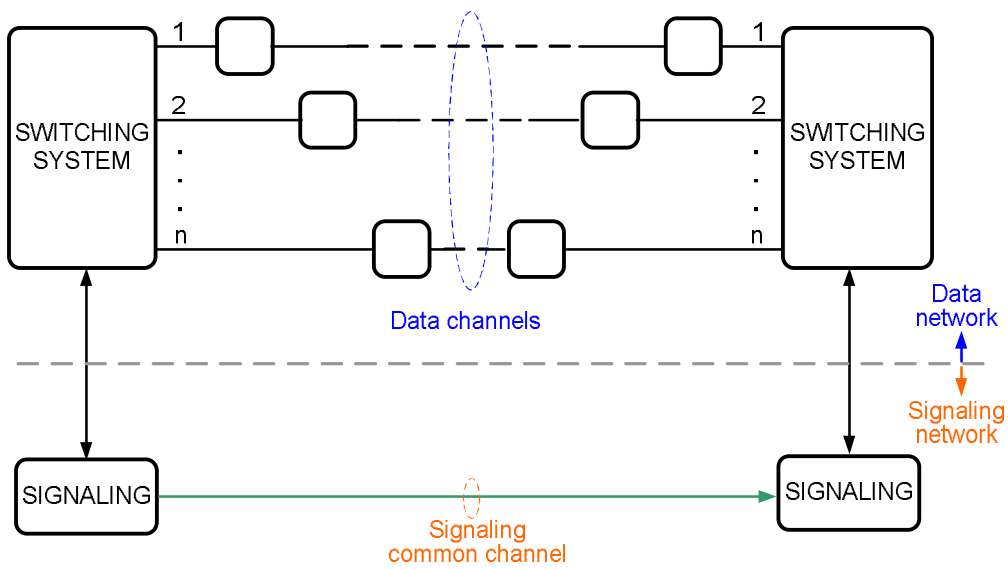 1 1
2 2
SWITCHING
SYSTEM
SWITCHING
SYSTEM
. .
. .
. .
n n
Data channels
Data
network
Signaling
network
SIGNALING
SIGNALING
Signaling
common channel